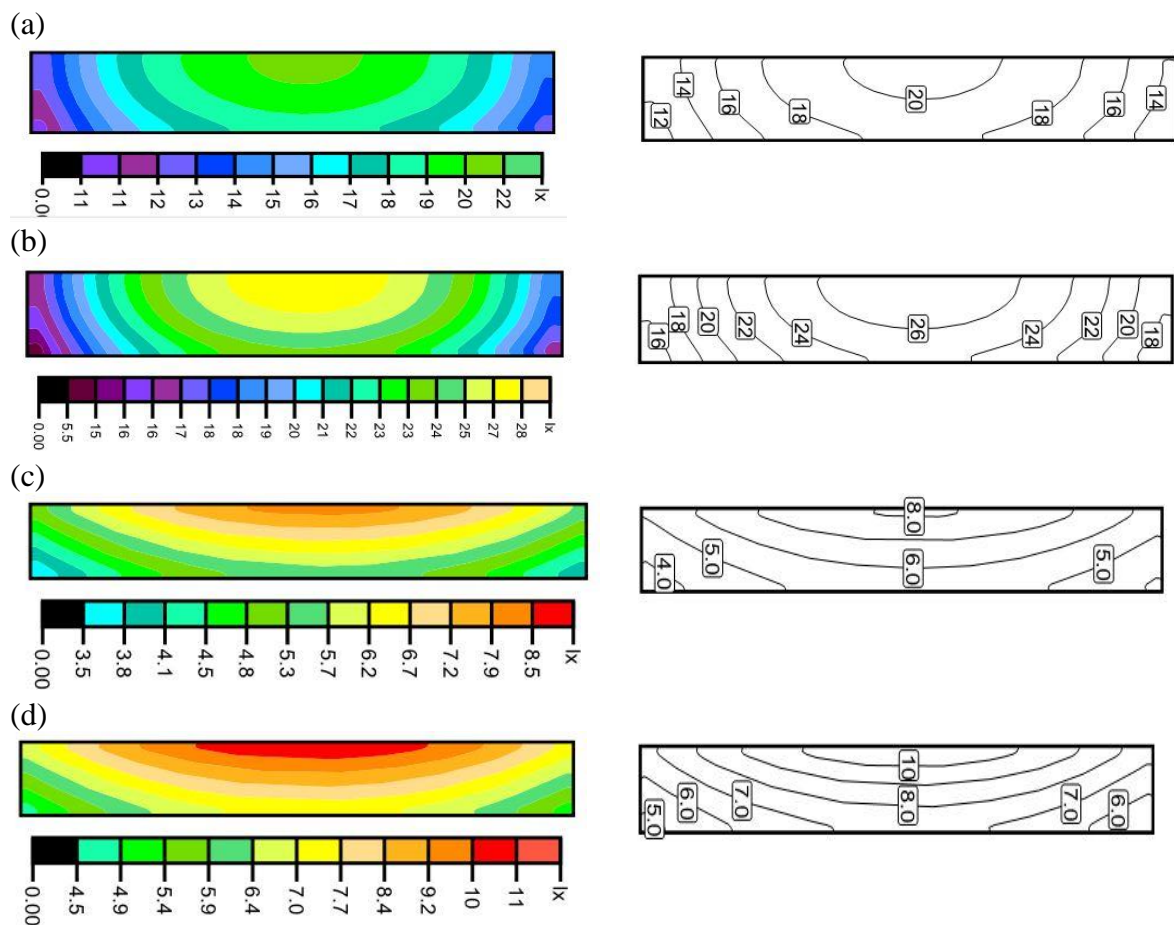 (a)
20
12 14 16 18 18 16 14
0.00 11 11 12 13 14 15 16 17 18 19 20 22 lx
(b)
16 18 20 22 24 26 24 22 20 18
0.00 5.5 15 16 16 17 18 19 20 21 22 23 23 24 25 27 28 lx
(c)
8.0
4.0 5.0 6.0 5.0
0.00 3.5 3.8 4.1 4.5 4.8 5.3 5.7 6.2 6.7 7.2 7.9 8.5 lx
(d)
10
5.0 6.0 7.0 8.0 7.0 6.0
0.00 4.5 4.9 5.4 5.9 6.4 7.0 7.7 8.4 9.2 10 11 lx